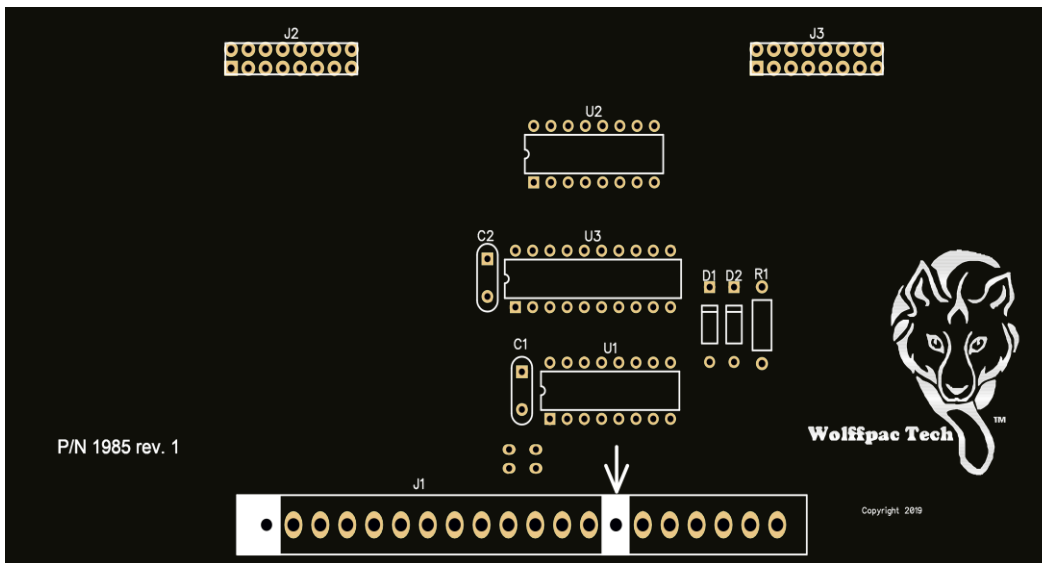 J2
J3
U2
C2
U3
D1 D2 R1
C1
U1
Wolffpac Tech
TM
P/N 1985 rev. 1
J1
Copyright 2019